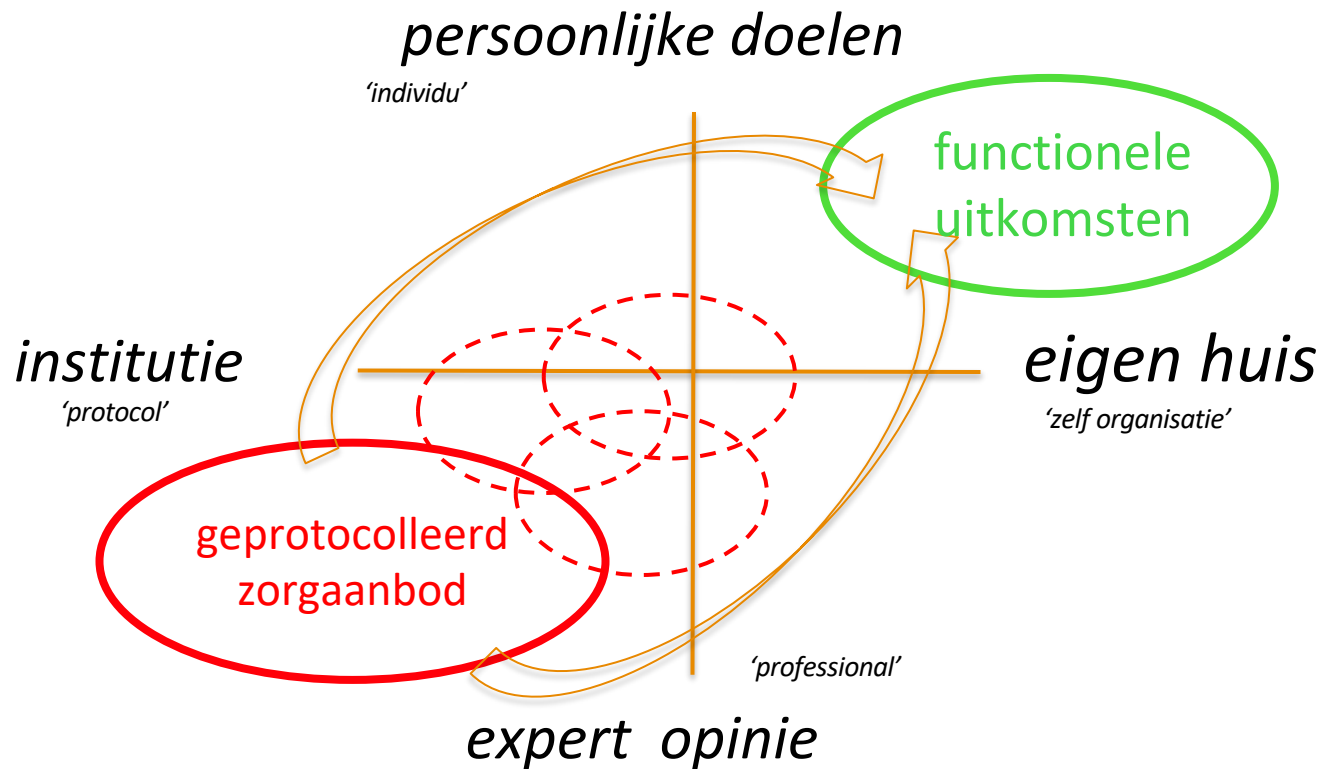 persoonlijke doelen
‘individu’
functionele
uitkomsten
institutie
‘protocol’
eigen huis
‘zelf organisatie’
geprotocolleerd
zorgaanbod
‘professional’
expert opinie